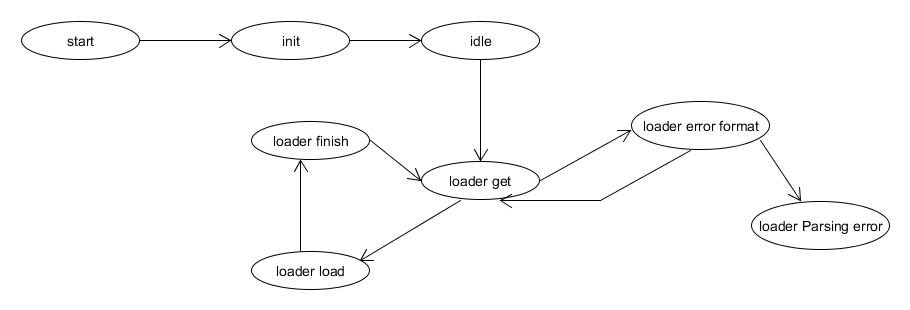 start
init
idle
loader finish
loader error format
loader get
loader Parsing error
loader load